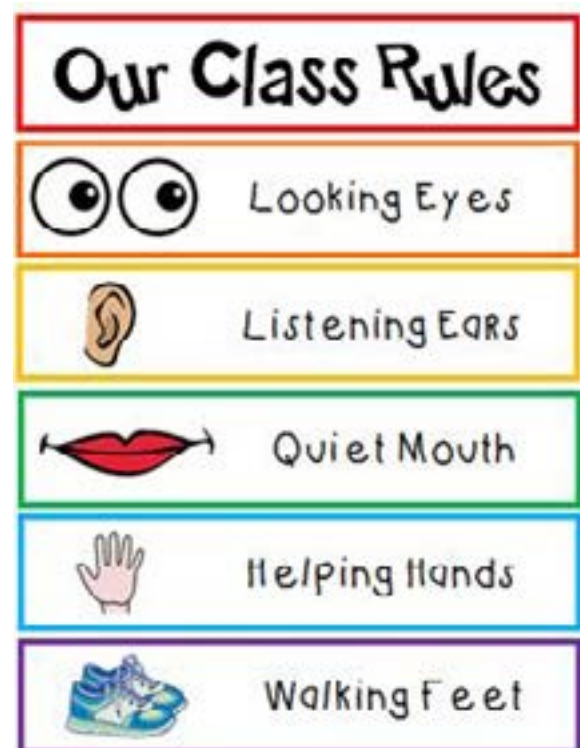 Our Class Rules
Looking Eyes
Listening Ears
Quiet Mouth
Helping Hands
Walking Feet